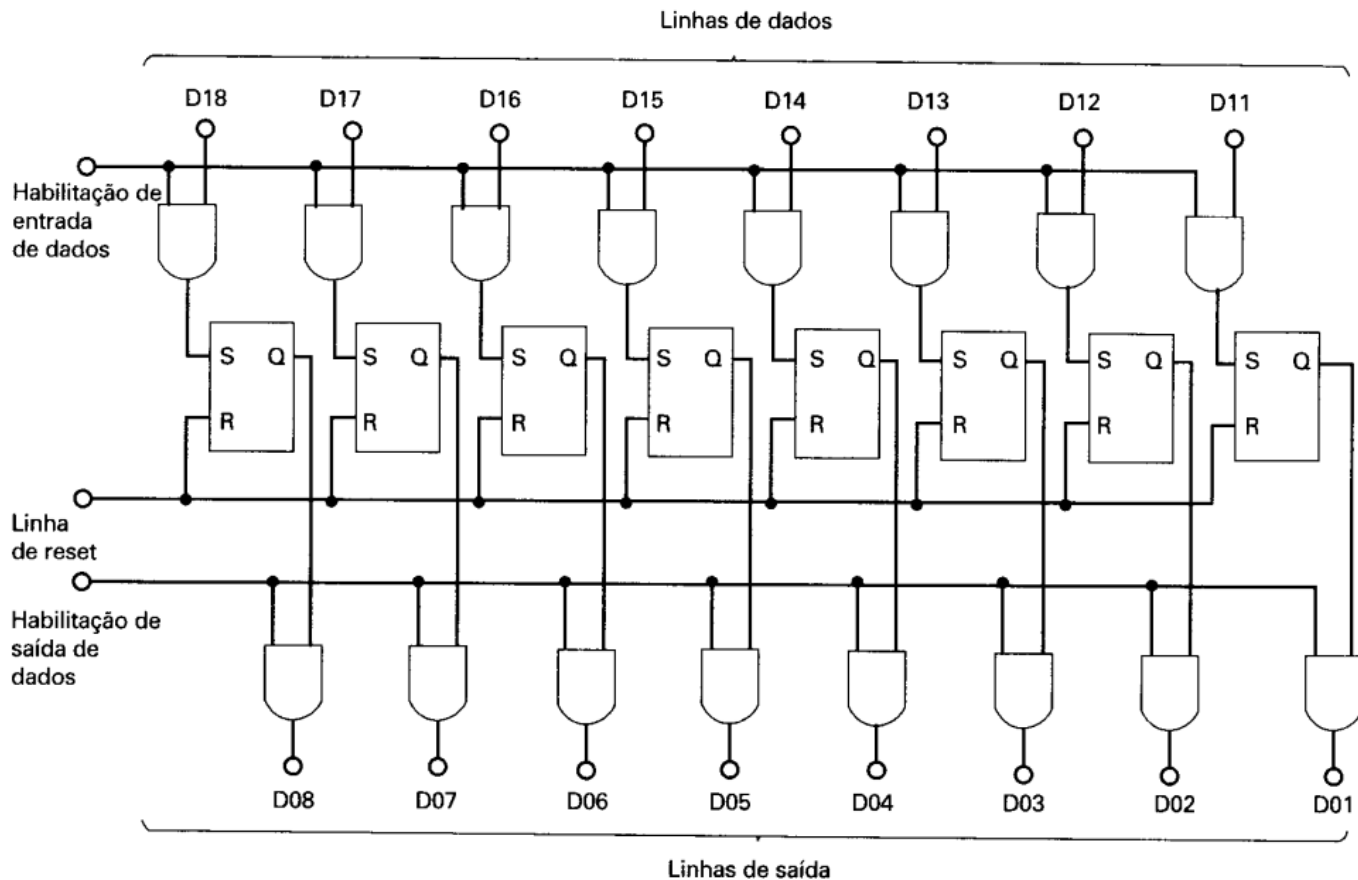 Linhas de dados
D18 D17 D16 D15 D14 D13 D12 D11
Habilitação de
entrada
de dados
S Q S Q S Q S Q S Q S Q S Q S Q
R R R R R R R R
Linha
de reset
Habilitação de
saída de
dados
D08 D07 D06 D05 D04 D03 D02 D01
Linhas de saída